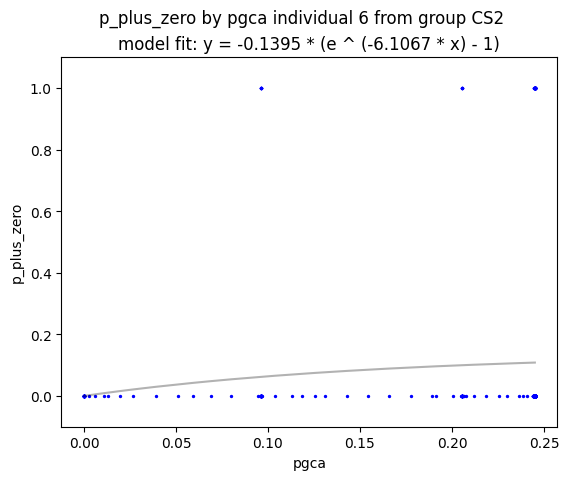 p_plus_zero by pgca individual 6 from group CS2
model fit: y = -0.1395 * (e ^ (-6.1067 * x) - 1)
1.0
0.8
0.6
0.4
0.2
0.0
p_plus_zero
0.00 0.05 0.10 0.15 0.20 0.25
pgca